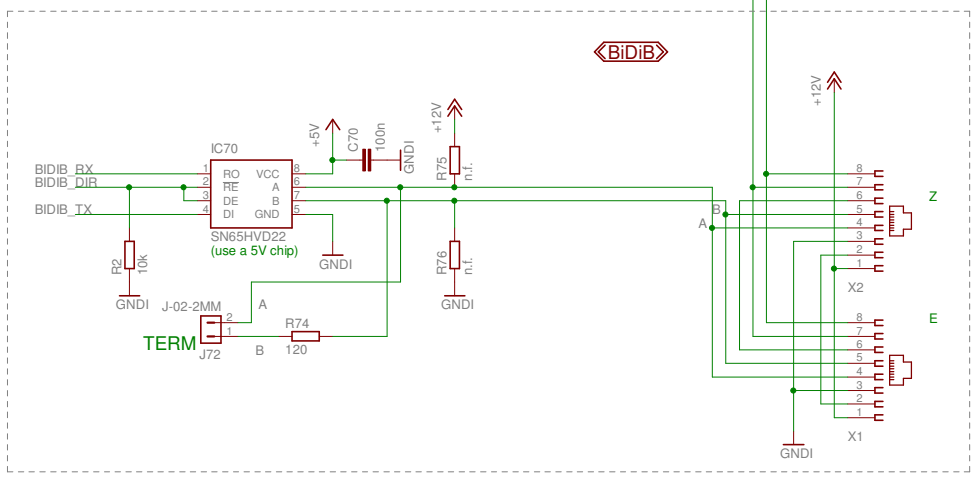 BiDiB
+12V
+12V
+5V
C70
100n
GNDI
IC70
R75
n.f.
BIDIB_RX
1
RO
VCC
8
BIDIB_DIR
2
RE
A
6
3
DE
B
7
BIDIB_TX
4
DI
GND
5
SN65HVD22
(use a 5V chip)
GNDI
R2
10k
GNDI
R76
n.f.
GNDI
J-02-2MM
2
A
1
B
TERM
J72
R74
120
8
7
6
5
4
3
2
1
B
A
Z
X2
8
7
6
5
4
3
2
1
E
X1
GNDI